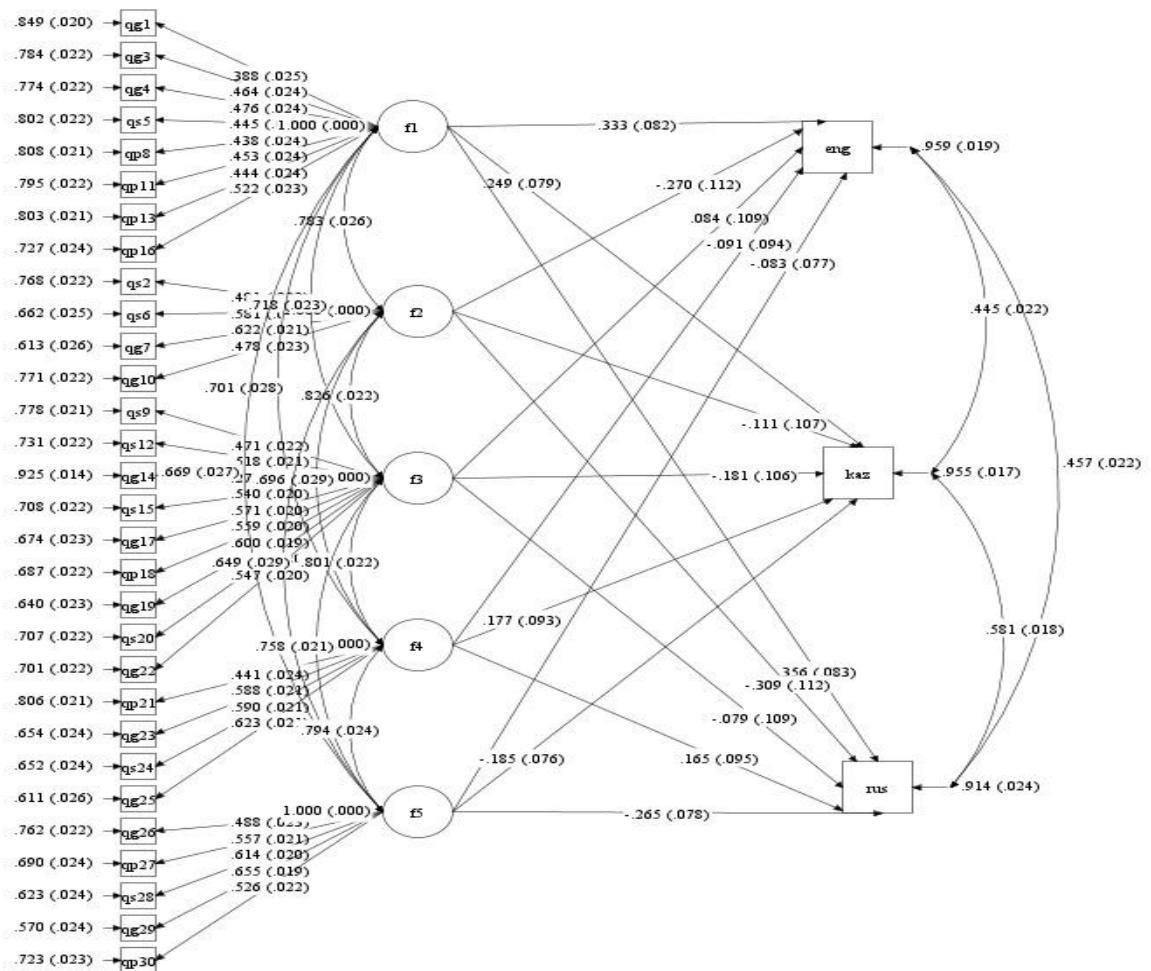 .849 (.020) qg1
.784 (.022) qg3
.774 (.022) qg4
.802 (.022) qs5
.808 (.021) qp8
.795 (.022) qp11
.803 (.021) qp13
.727 (.024) qp16
.768 (.022) qs2
.662 (.025) qs6
.613 (.026) qg7
.771 (.022) qg10
.778 (.021) qs9
.731 (.022) qs12
.925 (.014) qg14
.708 (.022) qs15
.674 (.023) qg17
.687 (.022) qp18
.640 (.023) qg19
.707 (.022) qs20
.701 (.022) qg22
.806 (.021) qp21
.654 (.024) qg23
.652 (.024) qs24
.611 (.026) qg25
.762 (.022) qg26
.690 (.024) qp27
.623 (.024) qs28
.570 (.024) qg29
.723 (.023) qp30
.388 (.025)
.464 (.024)
.476 (.024)
1.000 (.000)
.438 (.024)
.453 (.024)
.444 (.024)
.522 (.023)
f1
.783 (.026)
.718 (.023)
.622 (.021)
.478 (.023)
f2
.701 (.028)
.826 (.022)
.471 (.022)
.518 (.021)
.669 (.027)
.696 (.029)
.540 (.020)
.571 (.020)
.559 (.020)
.600 (.019)
.547 (.020)
f3
.649 (.029)
.801 (.022)
.758 (.021)
.441 (.024)
.588 (.021)
.590 (.021)
f4
.794 (.024)
1.000 (.000)
.557 (.021)
.614 (.020)
.655 (.019)
.526 (.022)
f5
.333 (.082)
.249 (.079)
-.270 (.112)
.084 (.109)
-.091 (.094)
-.083 (.077)
eng
.959 (.019)
.445 (.022)
-.111 (.107)
-.181 (.106)
kaz
.955 (.017)
.457 (.022)
.177 (.093)
.581 (.018)
.356 (.083)
-.309 (.112)
-.079 (.109)
-.185 (.076)
.165 (.095)
-.265 (.078)
rus
.914 (.024)